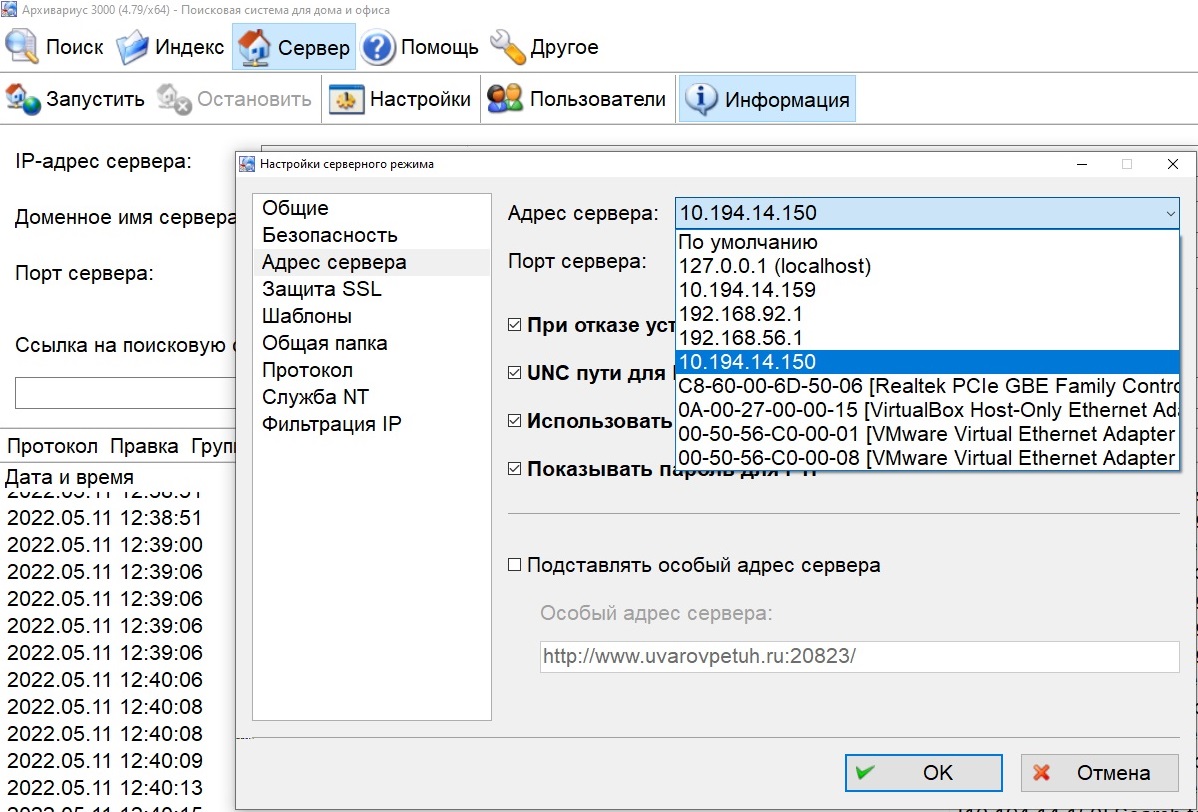 Архивариус 3000 (4.79/x64) - Поисковая система для дома и офиса
Поиск Индекс Сервер Помощь Другое
Запустить Остановить Настройки Пользователи Информация
IP-адрес сервера:
Доменное имя сервера
Порт сервера:
Ссылка на поисковую
Протокол Правка
Дата и время
2022.05.11 12:38:51
2022.05.11 12:38:51
2022.05.11 12:39:00
2022.05.11 12:39:06
2022.05.11 12:39:06
2022.05.11 12:39:06
2022.05.11 12:39:06
2022.05.11 12:40:06
2022.05.11 12:40:08
2022.05.11 12:40:08
2022.05.11 12:40:09
2022.05.11 12:40:13
2022.05.11 12:40:15
Настройки серверного режима
Общие
Безопасность
Адрес сервера
Защита SSL
Шаблоны
Общая папка
Протокол
Служба NT
Фильтрация IP
Адрес сервера: 10.194.14.150
По умолчанию
127.0.0.1 (localhost)
10.194.14.159
192.168.92.1
192.168.56.1
10.194.14.150
C8-60-00-6D-50-06 [Realtek PCIe GBE Family Contro
0A-00-27-00-00-15 [VirtualBox Host-Only Ethernet Ad
00-50-56-C0-00-01 [VMware Virtual Ethernet Adapter
00-50-56-C0-00-08 [VMware Virtual Ethernet Adapter
Порт сервера:
При отказе уст
UNC пути для
Использовать
Показывать пароль для
Подставлять особый адрес сервера
Особый адрес сервера:
http://www.uvarovpetuh.ru:20823/
OK Отмена